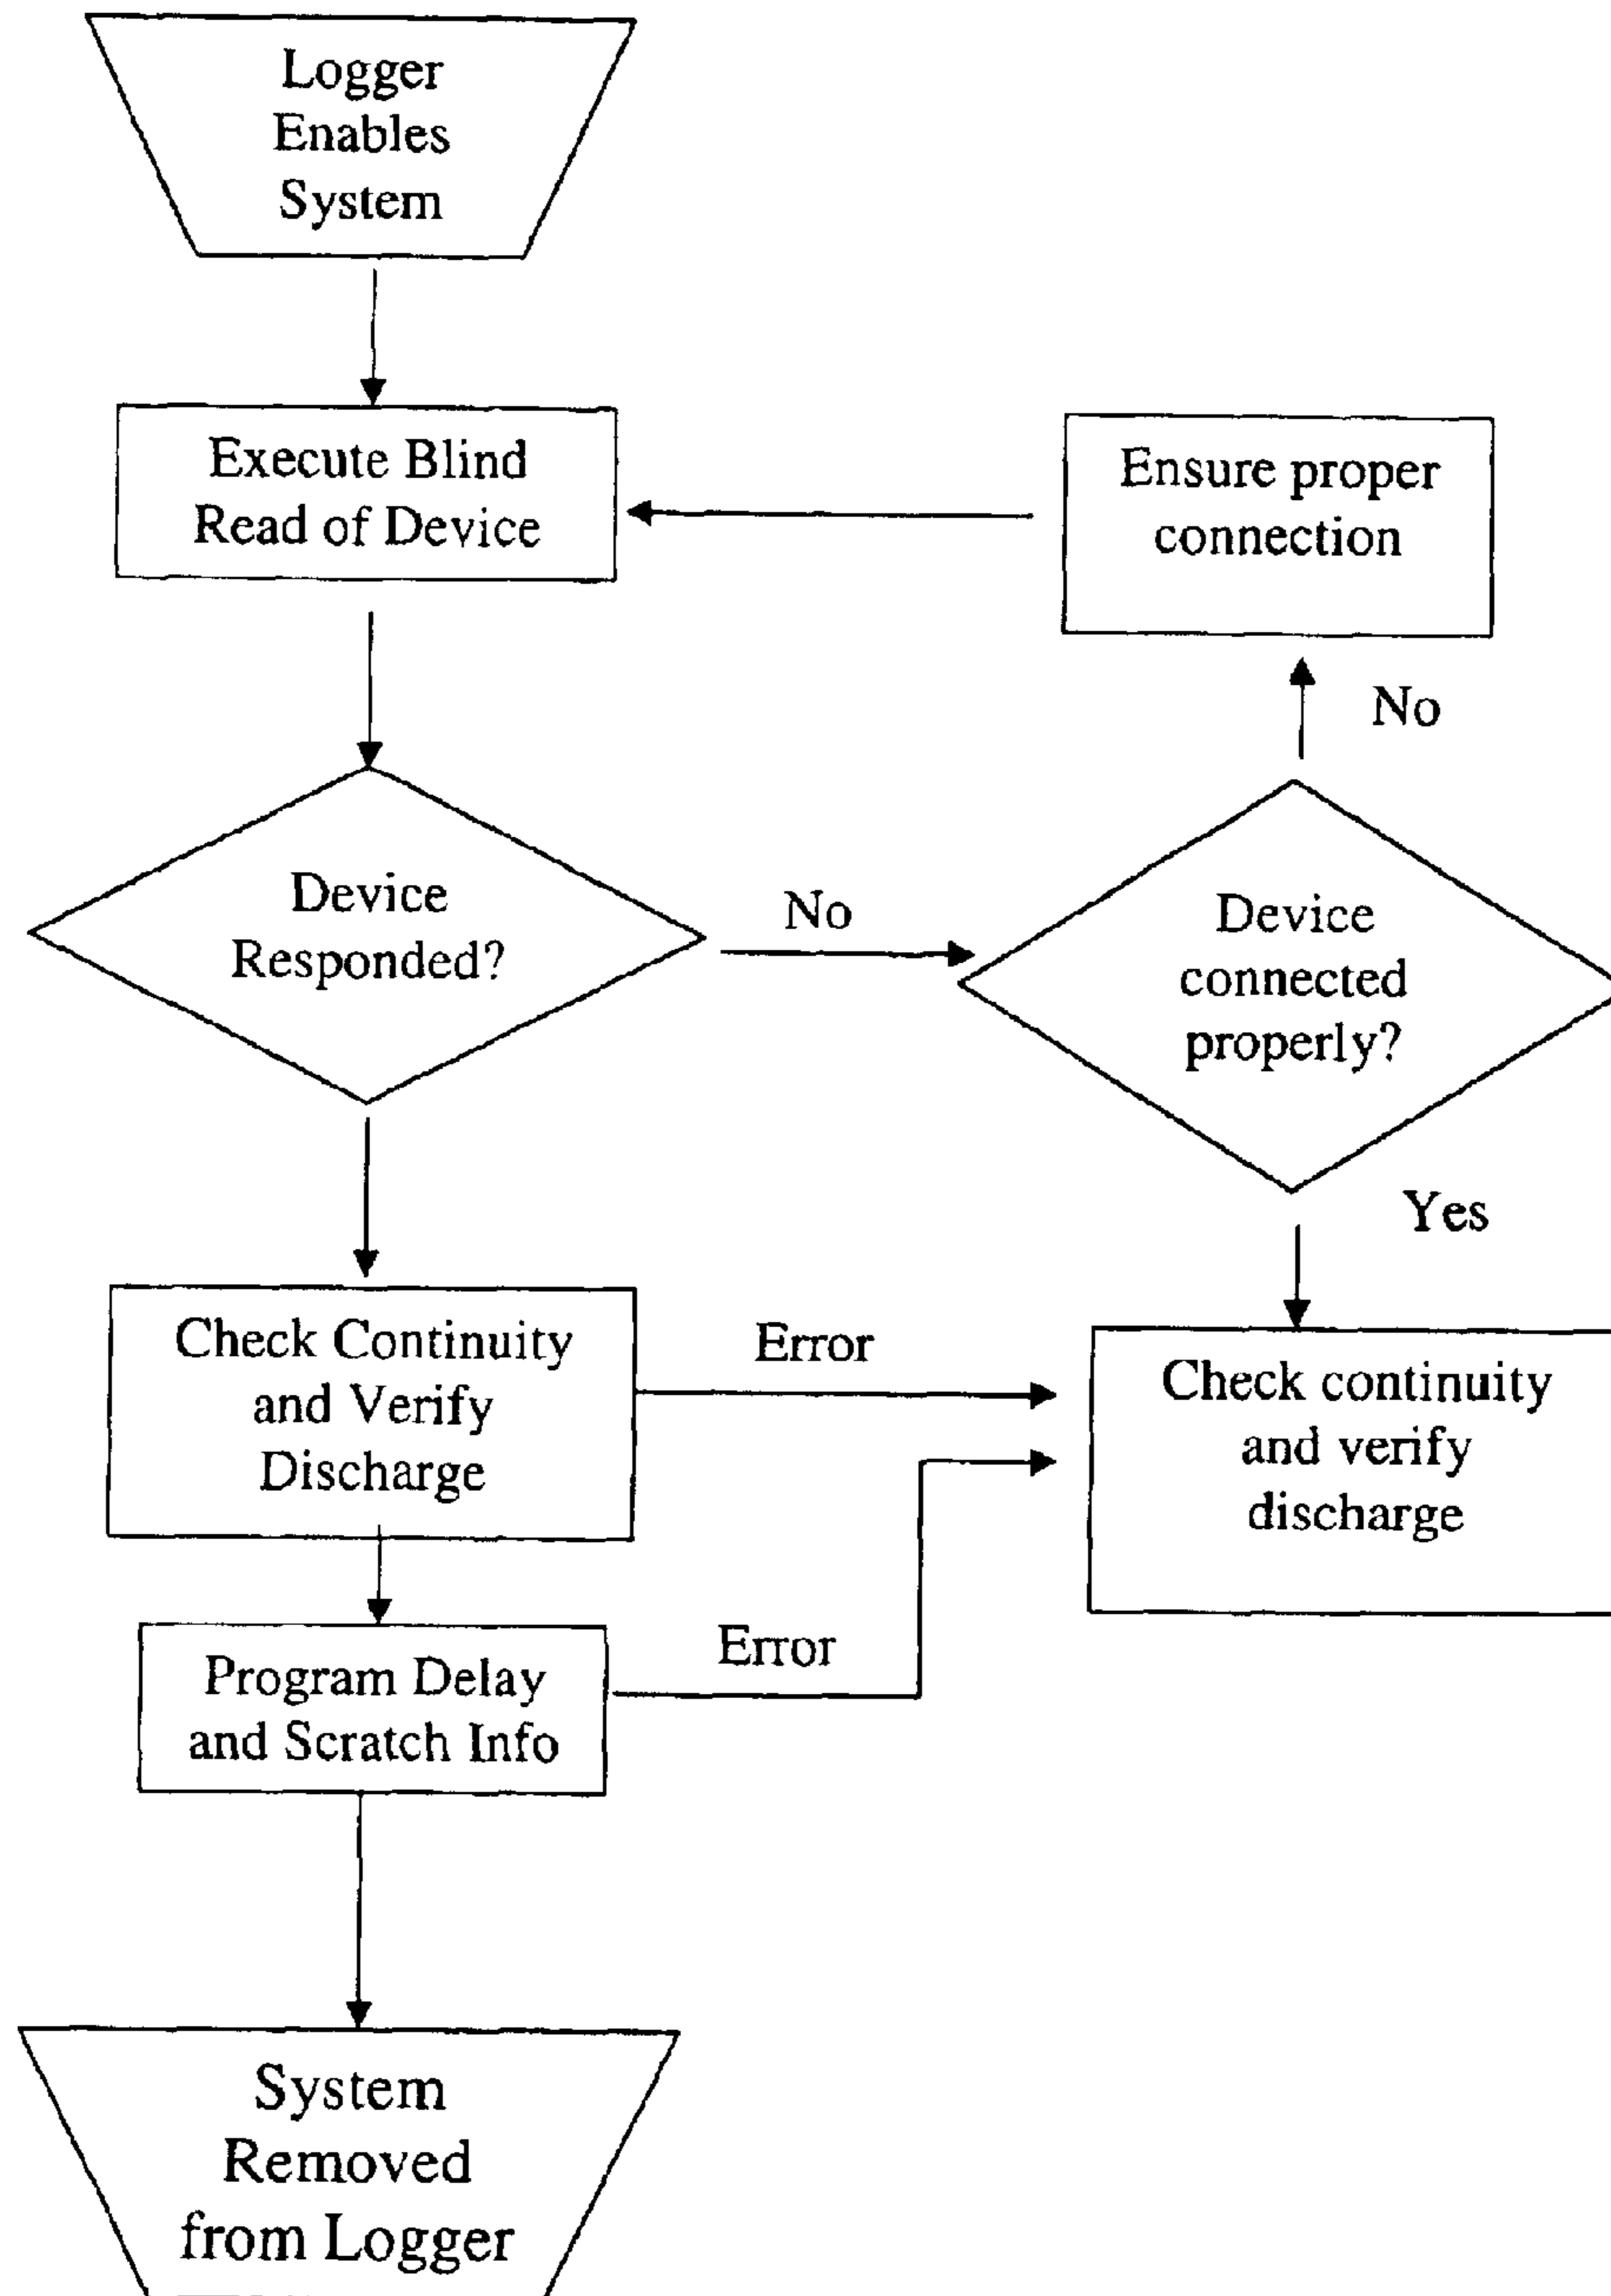 Logger
Enables
System
Execute Blind
Read of Device
Ensure proper
connection
No
Device
Responded?
No
Device
connected
properly?
Yes
Check Continuity
and Verify
Discharge
Error
Check continuity
and verify
discharge
Program Delay
and Scratch Info
Error
System
Removed
from Logger